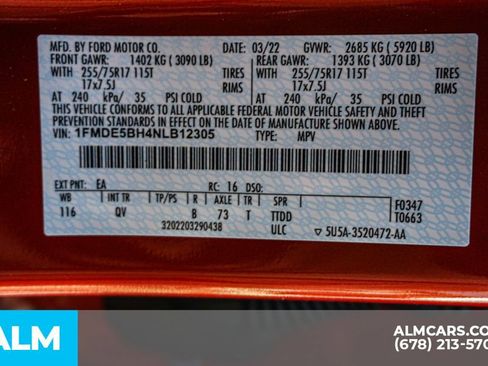 MFD. BY FORD MOTOR CO. 03/22 GVWR: 2685 KG (5920 LB)
FRONT GAWR: 1402 KG (3090 LB) REAR GAWR: 1393 KG (3070 LB)
WITH 255/75R17 115T TIRES WITH 255/75R17 115T TIRES
17x7.5J RIMS 17x7.5J RIMS
AT 240 kPa/ 35 PSI COLD AT 240 kPa/ 35 PSI COLD
THIS VEHICLE CONFORMS TO ALL APPLICABLE FEDERAL MOTOR VEHICLE SAFETY AND THEFT
PREVENTION STANDARDS IN EFFECT ON THE DATE OF MANUFACTURE SHOWN ABOVE.
VIN: 1FMDE5BH4NLB12305 TYPE: MPV
EXT PNT: EA RC: 16 DSO:
WB INT TR TP/PS R AXLE TR SPR F0347
116 QV B 73 T TTDD T0663
3202203290438 ULC 5U5A-3520472-AA
ALM
ALMCARS.CO
(678) 213-570